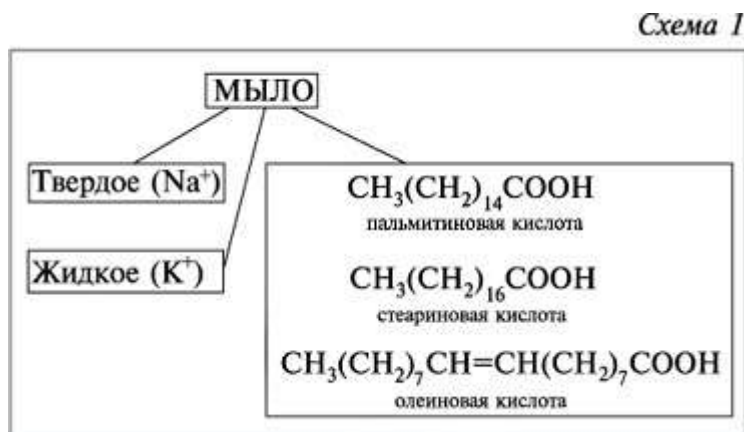 Схема 1
МЫЛО
Твердое (Na⁺)
Жидкое (K⁺)
CH₃(CH₂)₁₄COOH
пальмитиновая кислота
CH₃(CH₂)₁₆COOH
стеариновая кислота
CH₃(CH₂)₇CH=CH(CH₂)₇COOH
олеиновая кислота